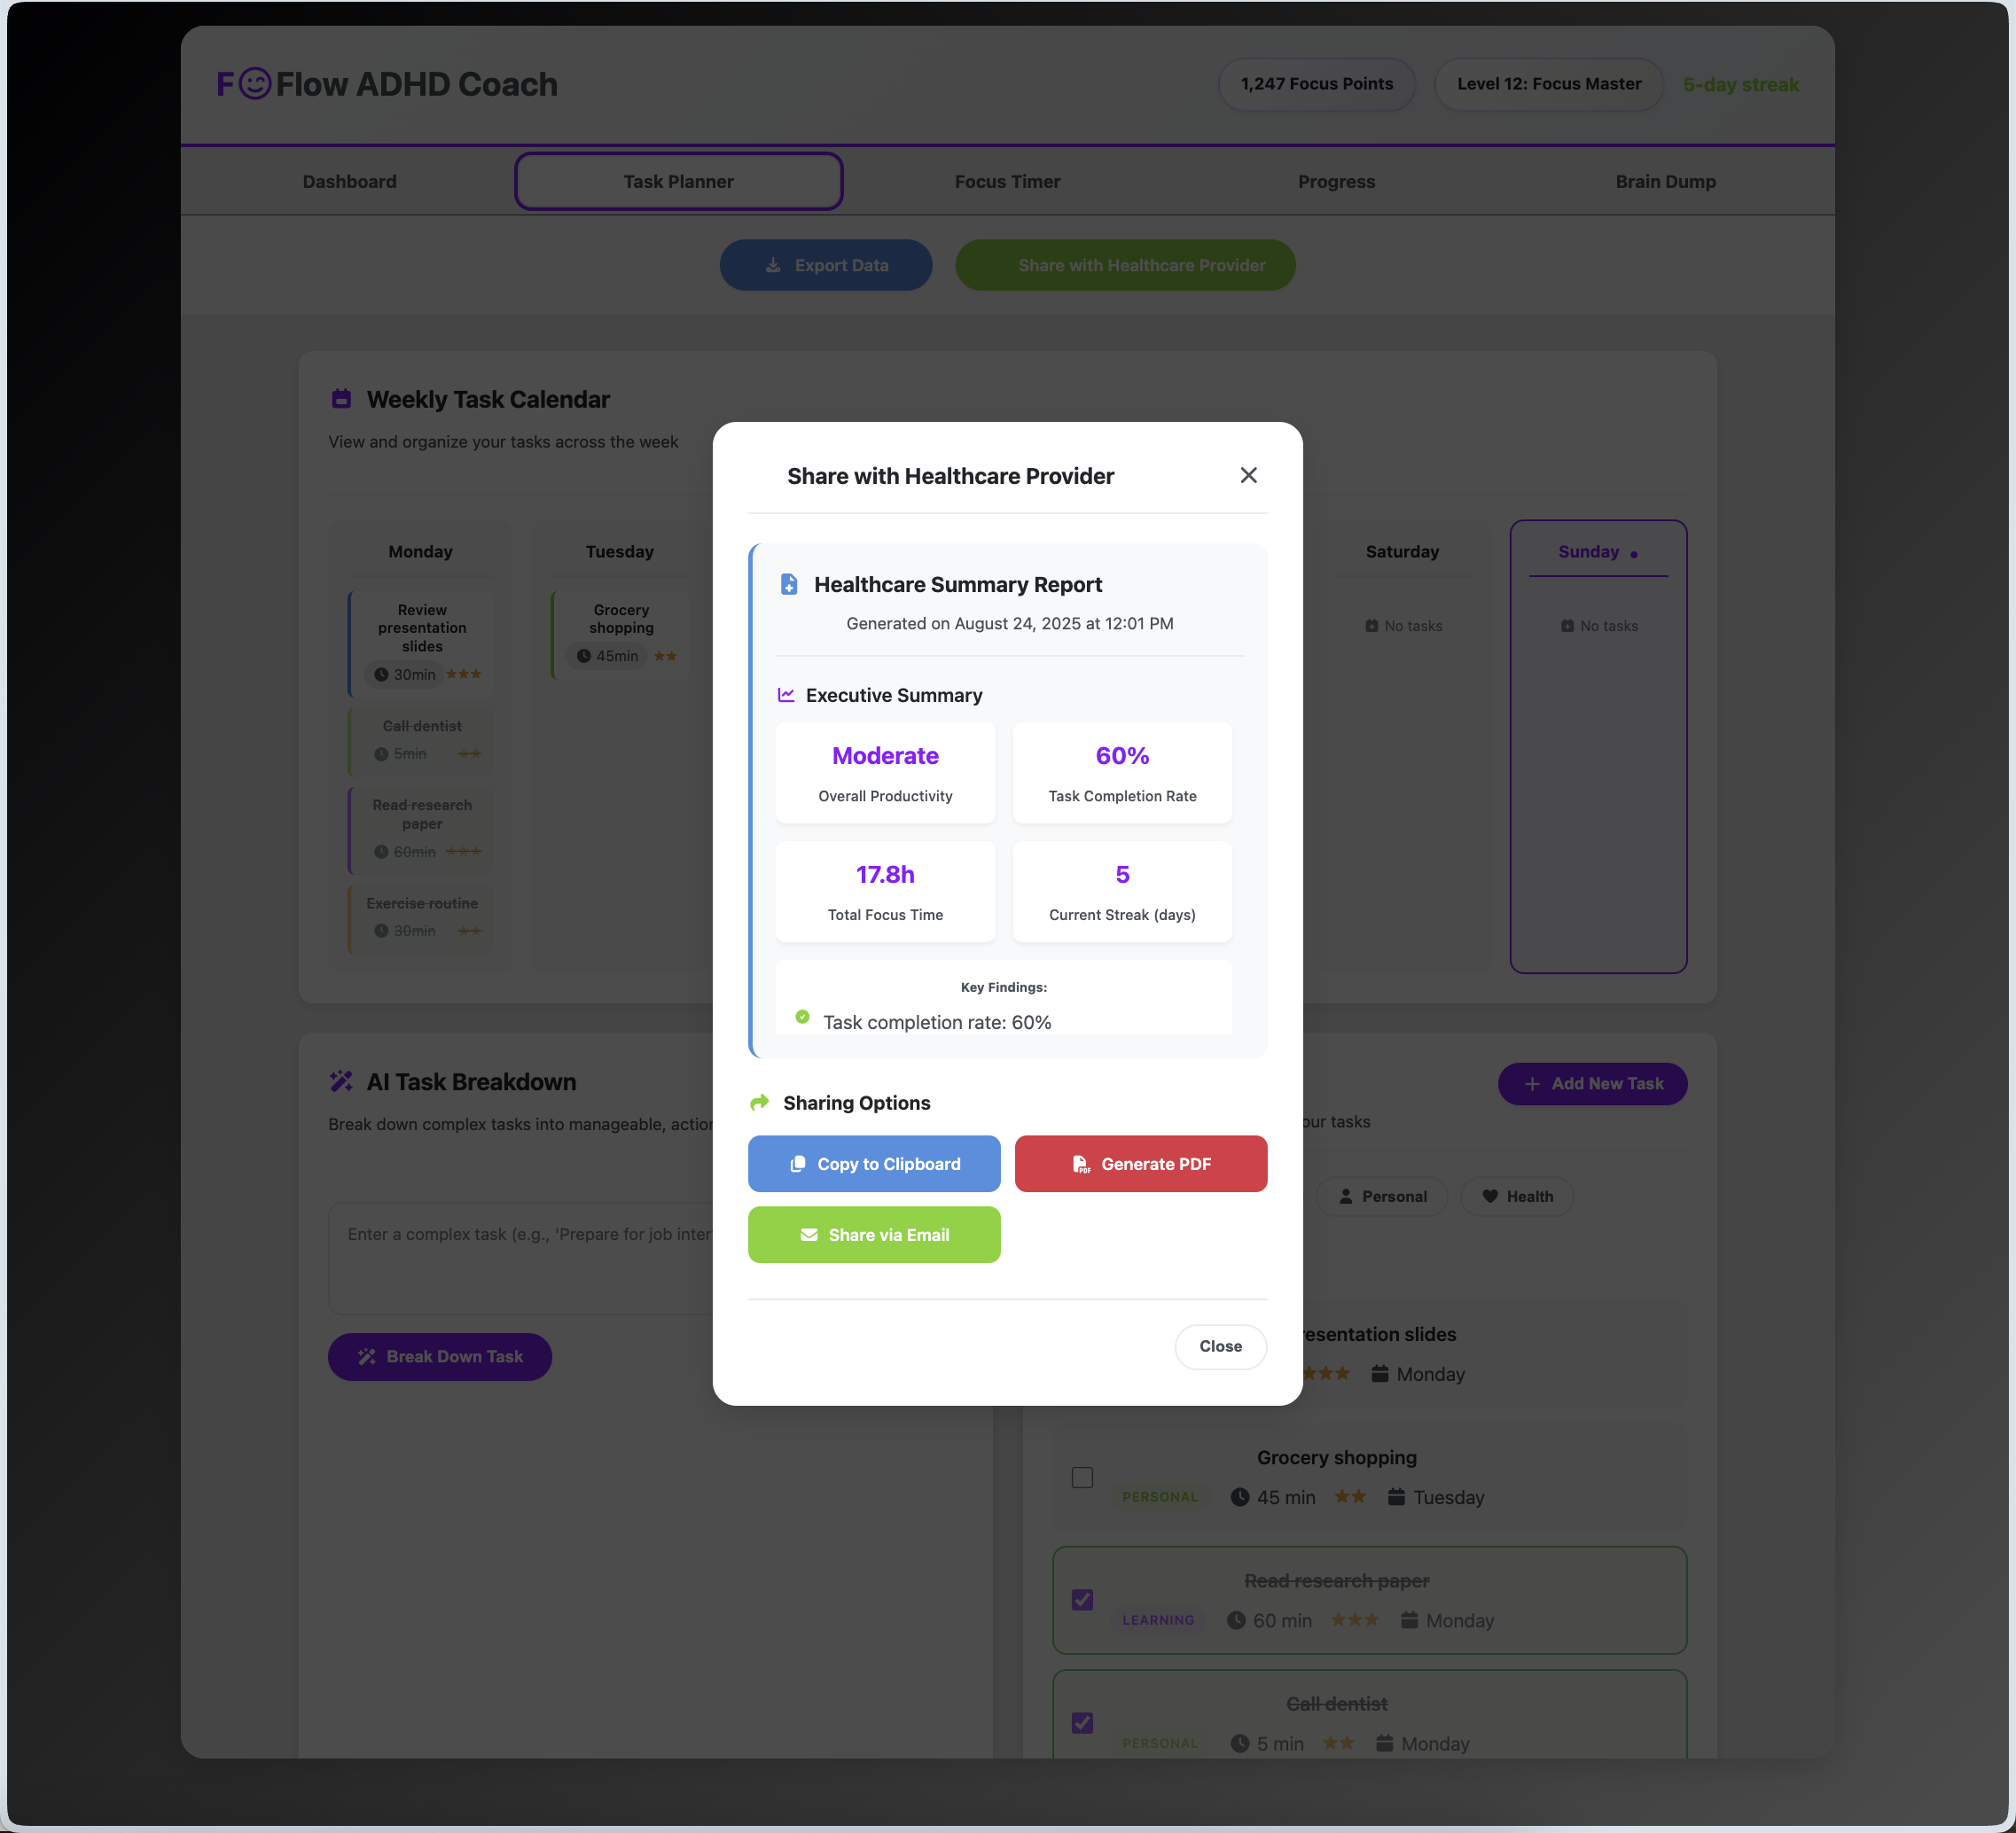 F Flow ADHD Coach
1,247 Focus Points
Level 12: Focus Master
5-day streak
Dashboard
Task Planner
Focus Timer
Progress
Brain Dump
Export Data
Share with Healthcare Provider
Weekly Task Calendar
View and organize your tasks across the week
Monday
Review
presentation
slides
30min
Call dentist
5min
Read research
paper
60min
Exercise routine
30min
Tuesday
Grocery
shopping
45min
Saturday
No tasks
Sunday
No tasks
Share with Healthcare Provider
Healthcare Summary Report
Generated on August 24, 2025 at 12:01 PM
Executive Summary
Moderate
Overall Productivity
60%
Task Completion Rate
17.8h
Total Focus Time
5
Current Streak (days)
Key Findings:
Task completion rate: 60%
Sharing Options
Copy to Clipboard
Generate PDF
Share via Email
Close
AI Task Breakdown
Break down complex tasks into manageable, action
Enter a complex task (e.g., 'Prepare for job inter
Break Down Task
Add New Task
our tasks
Personal
Health
resentation slides
Monday
Grocery shopping
PERSONAL
45 min
Tuesday
Read research paper
LEARNING
60 min
Monday
Call dentist
PERSONAL
5 min
Monday